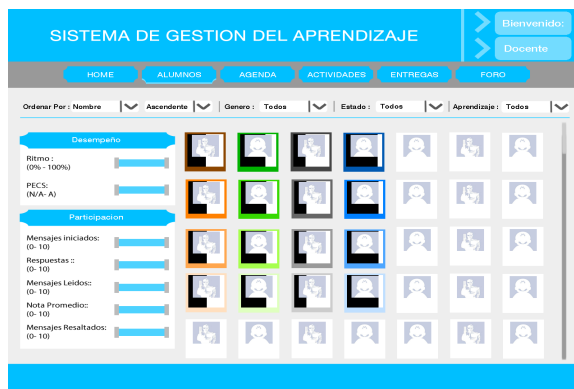 SISTEMA DE GESTION DEL APRENDIZAJE
Bienvenido:
Docente
HOME ALUMNOS AGENDA ACTIVIDADES ENTREGAS FORO
Ordenar Por : Nombre Ascendente Genero : Todos Estado : Todos Aprendizaje : Todos
Desempeño
Ritmo :
(0% - 100%)
PECS:
(N/A- A)
Participacion
Mensajes iniciados:
(0- 10)
Respuestas ::
(0- 10)
Mensajes Leidos::
(0- 10)
Nota Promedio::
(0- 10)
Mensajes Resaltados:
(0- 10)